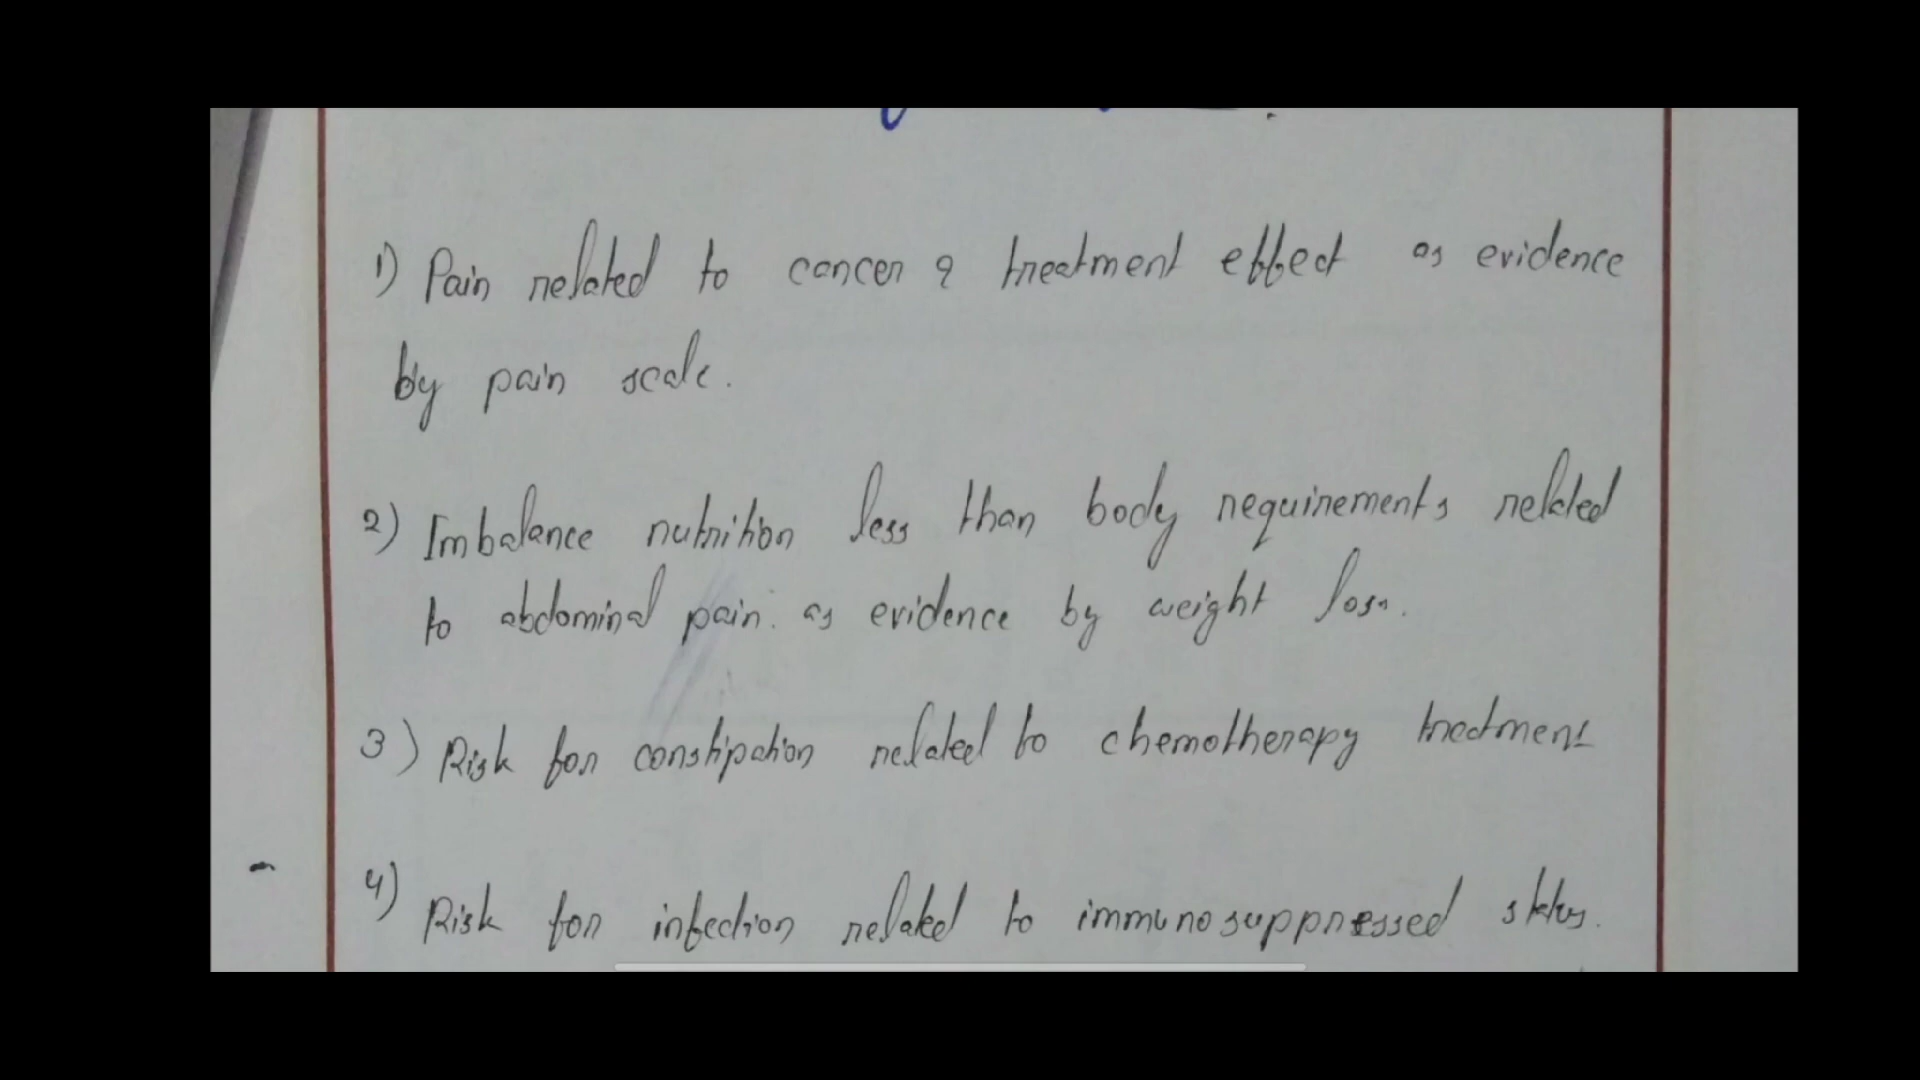 1) Pain related to cancer & treatment effect as evidence
by pain scale.
2) Imbalance nutrition less than body requirements related
to abdominal pain. as evidence by weight loss.
3) Risk for constipation related to chemotherapy treatment
4) Risk for infection related to immunosuppressed status.